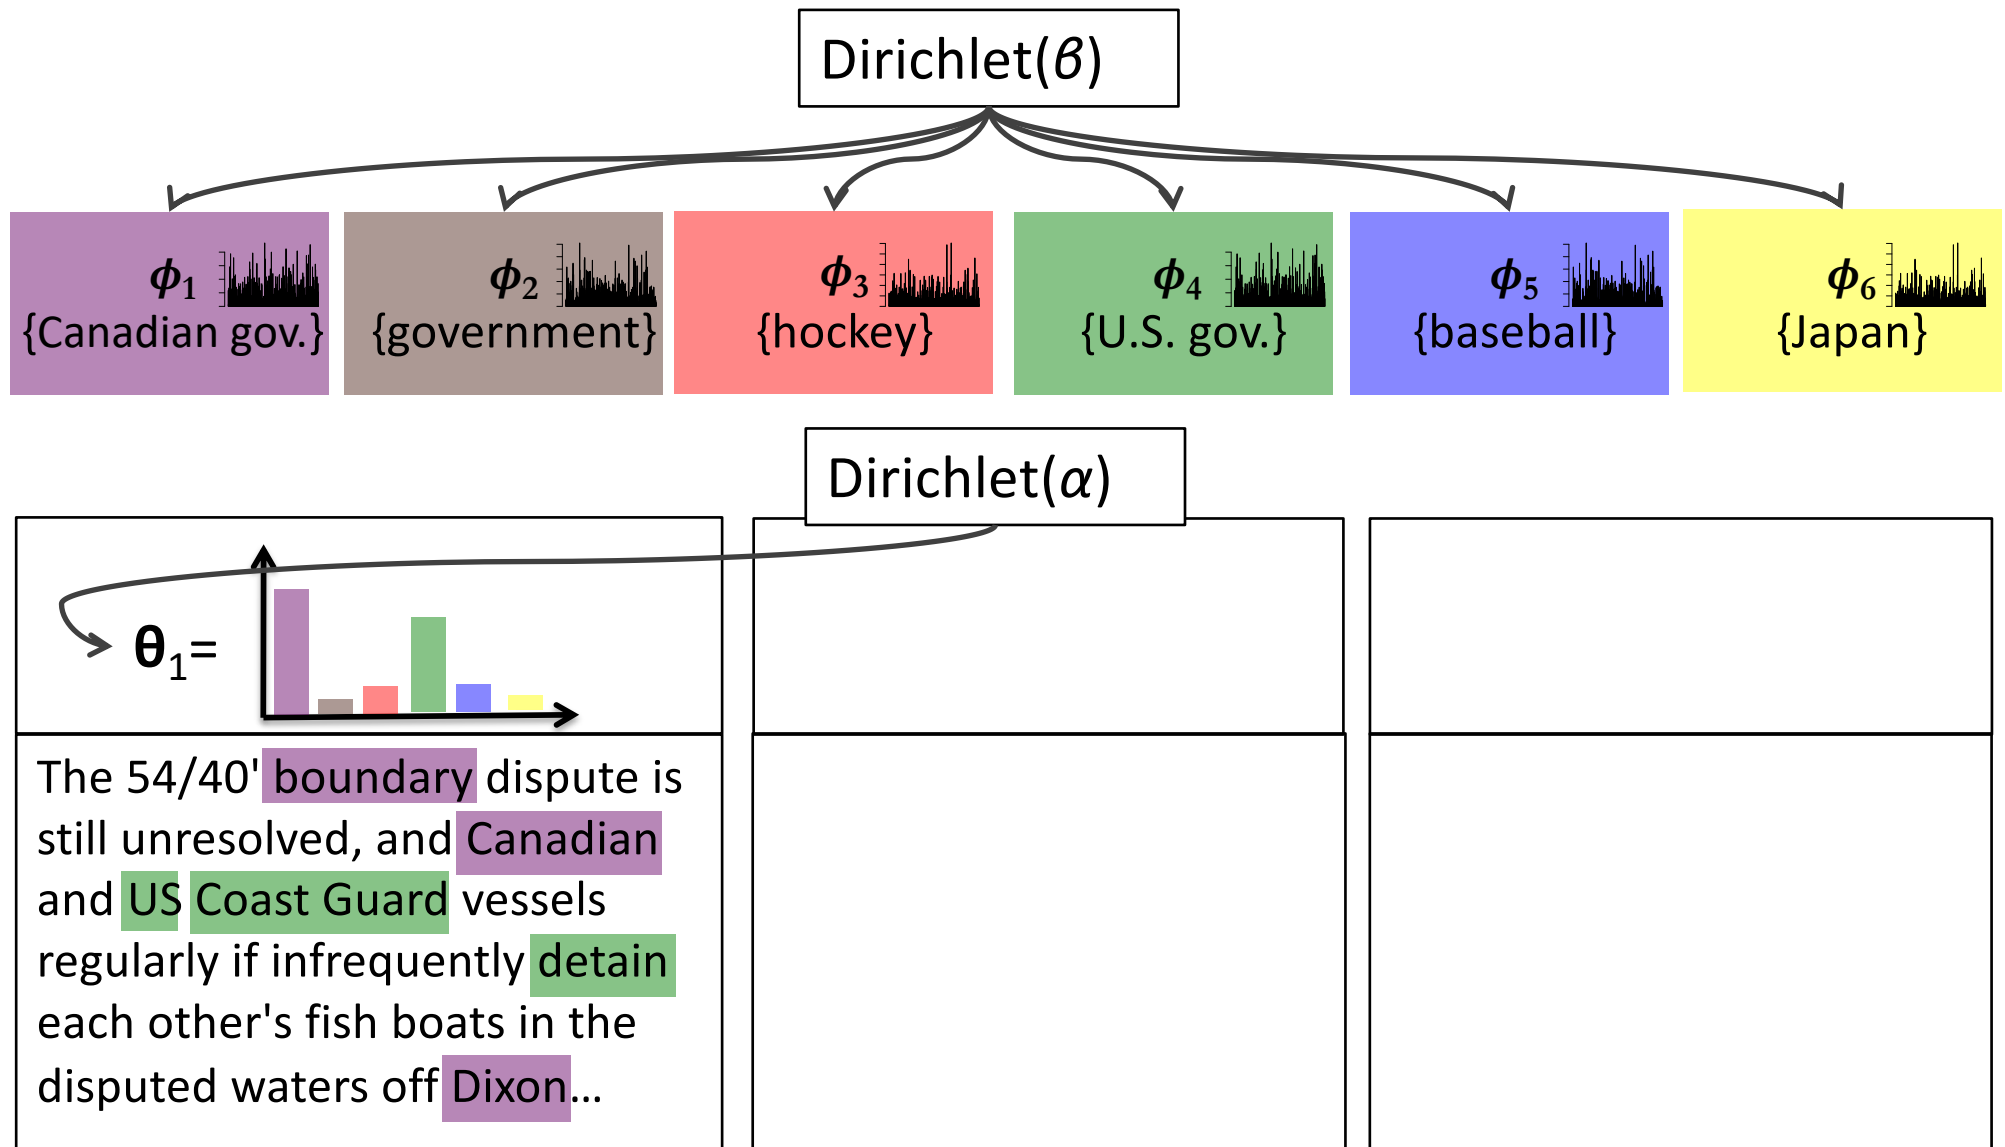 Dirichlet(β)
ϕ1
{Canadian gov.}
ϕ2
{government}
ϕ3
{hockey}
ϕ4
{U.S. gov.}
ϕ5
{baseball}
ϕ6
{Japan}
Dirichlet(α)
θ1=
The 54/40' boundary dispute is
still unresolved, and Canadian
and US Coast Guard vessels
regularly if infrequently detain
each other's fish boats in the
disputed waters off Dixon…